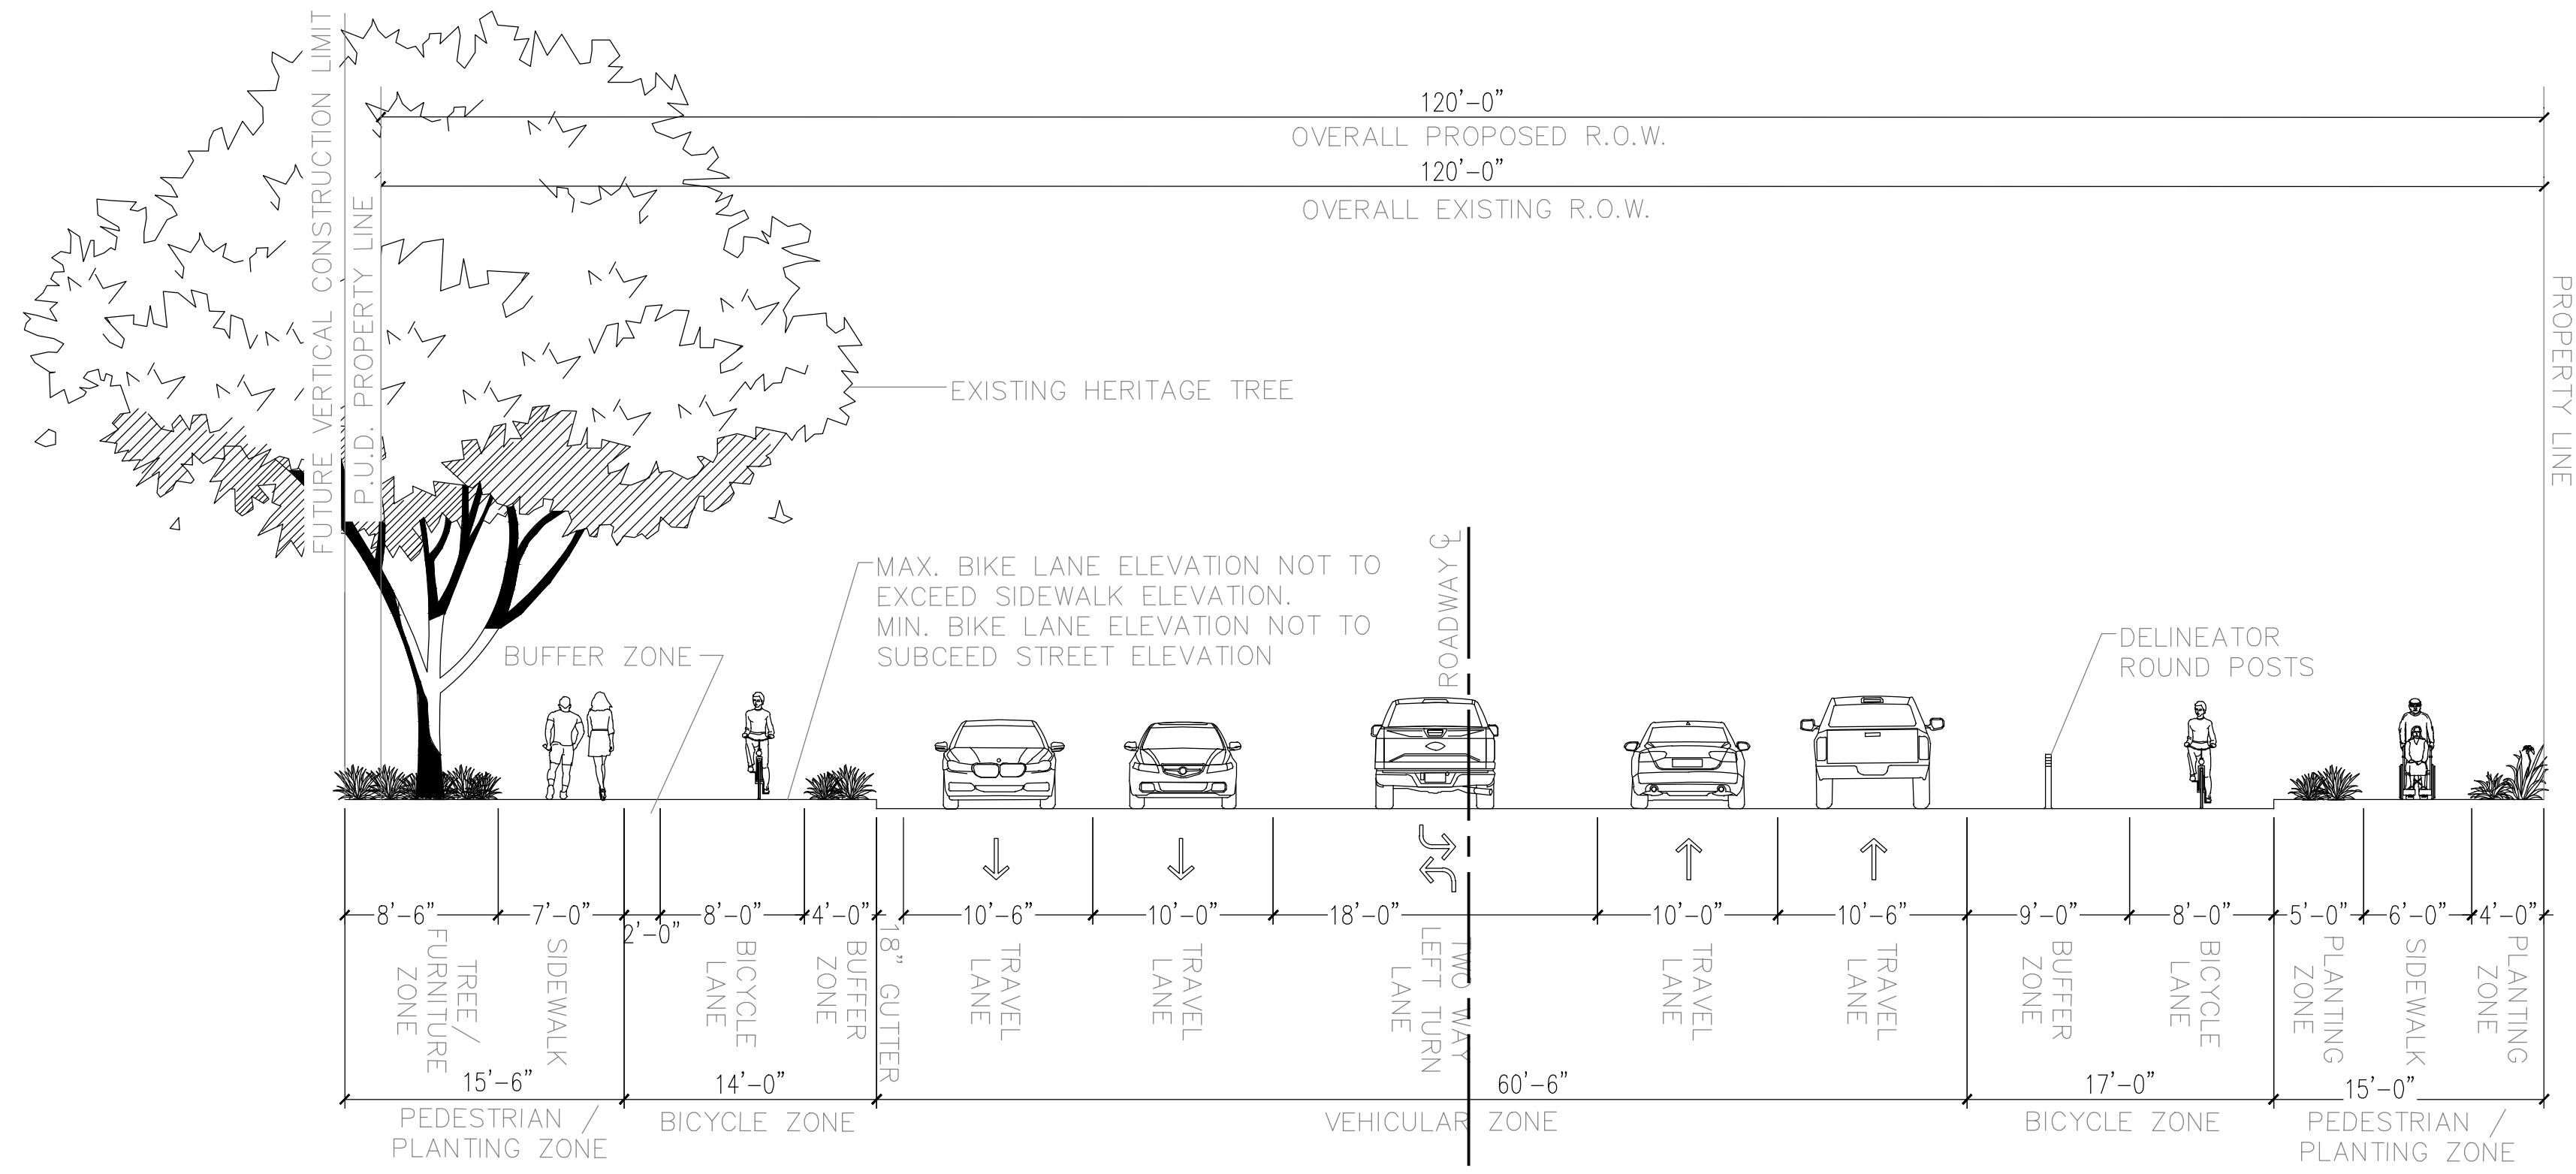 FUTURE VERTICAL CONSTRUCTION LIMIT
P.U.D. PROPERTY LINE
120'-0"
OVERALL PROPOSED R.O.W.
120'-0"
OVERALL EXISTING R.O.W.
PROPERTY LINE
EXISTING HERITAGE TREE
ROADWAY CL
MAX. BIKE LANE ELEVATION NOT TO
EXCEED SIDEWALK ELEVATION.
MIN. BIKE LANE ELEVATION NOT TO
SUBCEED STREET ELEVATION
BUFFER ZONE
DELINEATOR
ROUND POSTS
8'-6"
7'-0"
2'-0"
8'-0"
4'-0"
10'-6"
10'-0"
18'-0"
10'-0"
10'-6"
9'-0"
8'-0"
5'-0"
6'-0"
4'-0"
TREE/
FURNITURE
ZONE
SIDEWALK
BICYCLE
LANE
BUFFER
ZONE
18" GUTTER
TRAVEL
LANE
TRAVEL
LANE
TWO WAY
LEFT TURN
LANE
TRAVEL
LANE
TRAVEL
LANE
BUFFER
ZONE
BICYCLE
LANE
PLANTING
ZONE
SIDEWALK
PLANTING
ZONE
15'-6"
14'-0"
60'-6"
17'-0"
15'-0"
PEDESTRIAN /
PLANTING ZONE
BICYCLE ZONE
VEHICULAR ZONE
BICYCLE ZONE
PEDESTRIAN /
PLANTING ZONE